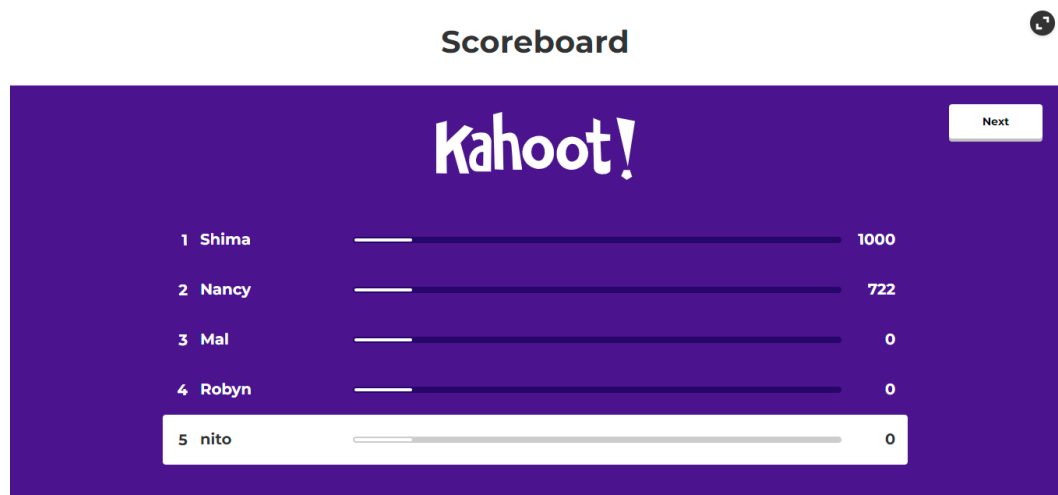 Scoreboard
Kahoot!
Next
1 Shima 1000
2 Nancy 722
3 Mal 0
4 Robyn 0
5 nito 0